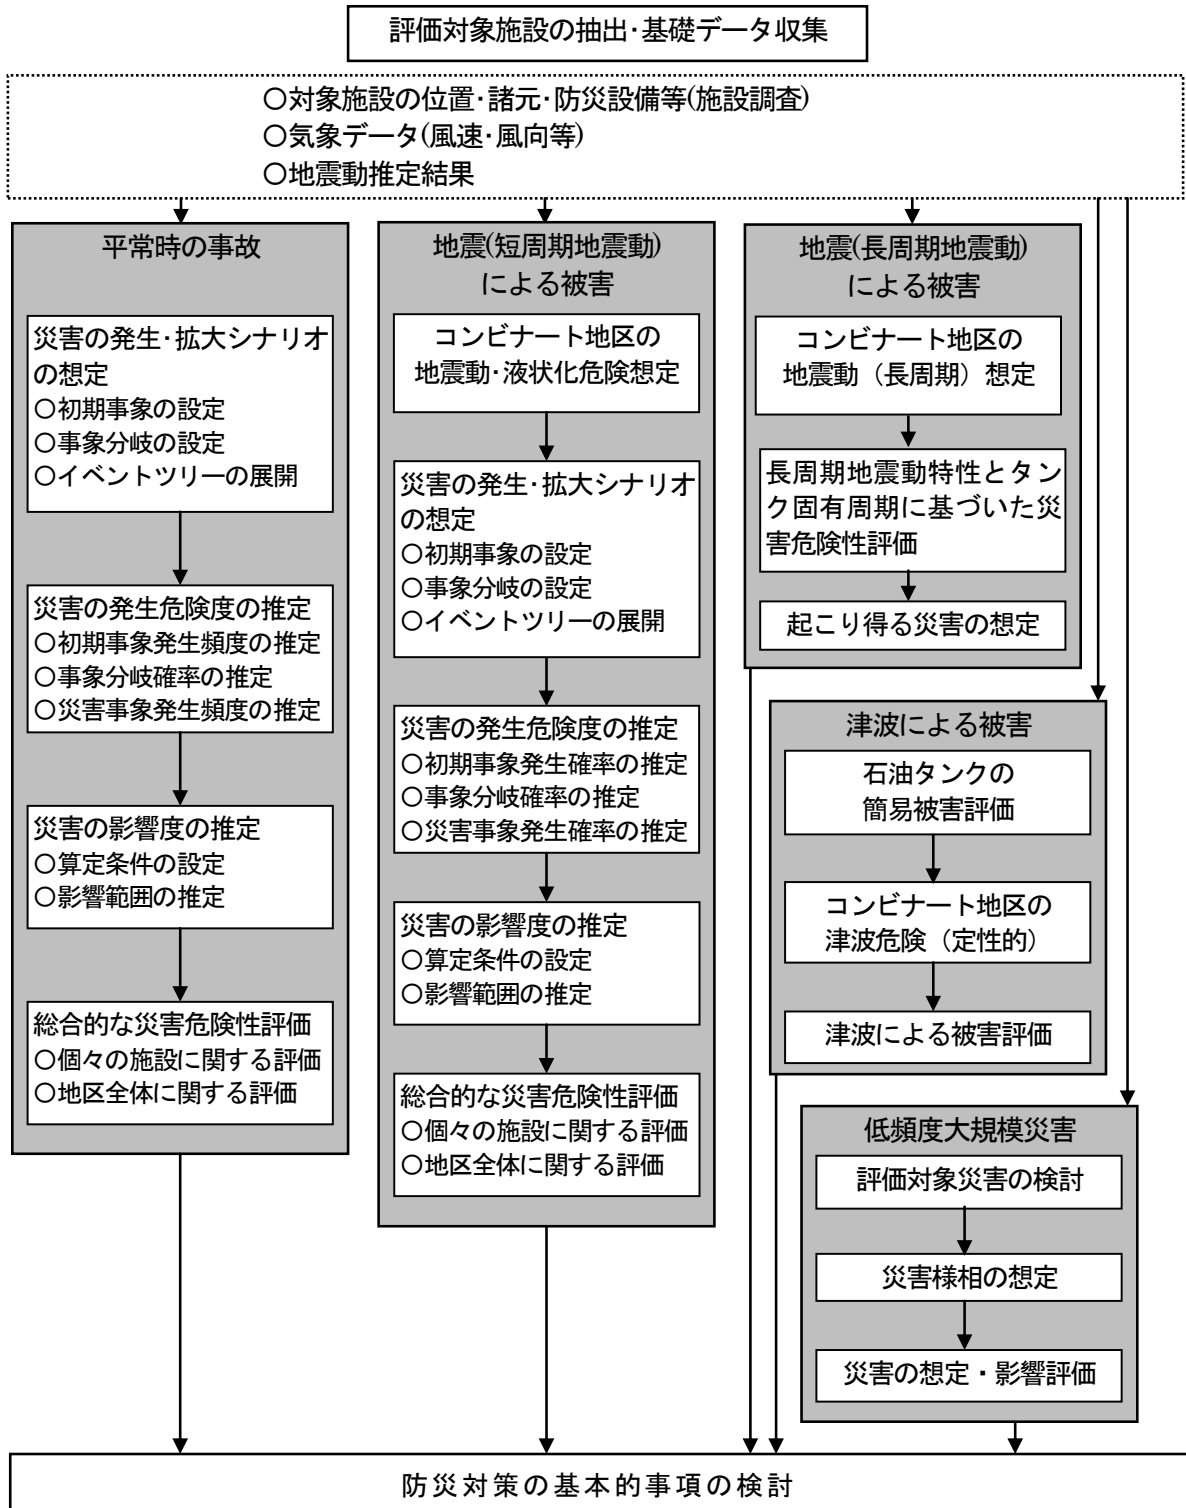 評価対象施設の抽出･基礎データ収集
○対象施設の位置･諸元･防災設備等(施設調査)
○気象データ(風速･風向等)
○地震動推定結果
平常時の事故
災害の発生･拡大シナリオ
の想定
○初期事象の設定
○事象分岐の設定
○イベントツリーの展開
災害の発生危険度の推定
○初期事象発生頻度の推定
○事象分岐確率の推定
○災害事象発生頻度の推定
災害の影響度の推定
○算定条件の設定
○影響範囲の推定
総合的な災害危険性評価
○個々の施設に関する評価
○地区全体に関する評価
地震(短周期地震動)
による被害
コンビナート地区の
地震動･液状化危険想定
災害の発生･拡大シナリオ
の想定
○初期事象の設定
○事象分岐の設定
○イベントツリーの展開
災害の発生危険度の推定
○初期事象発生確率の推定
○事象分岐確率の推定
○災害事象発生確率の推定
災害の影響度の推定
○算定条件の設定
○影響範囲の推定
総合的な災害危険性評価
○個々の施設に関する評価
○地区全体に関する評価
地震(長周期地震動)
による被害
コンビナート地区の
地震動（長周期）想定
長周期地震動特性とタン
ク固有周期に基づいた災
害危険性評価
起こり得る災害の想定
津波による被害
石油タンクの
簡易被害評価
コンビナート地区の
津波危険（定性的）
津波による被害評価
低頻度大規模災害
評価対象災害の検討
災害様相の想定
災害の想定・影響評価
防災対策の基本的事項の検討